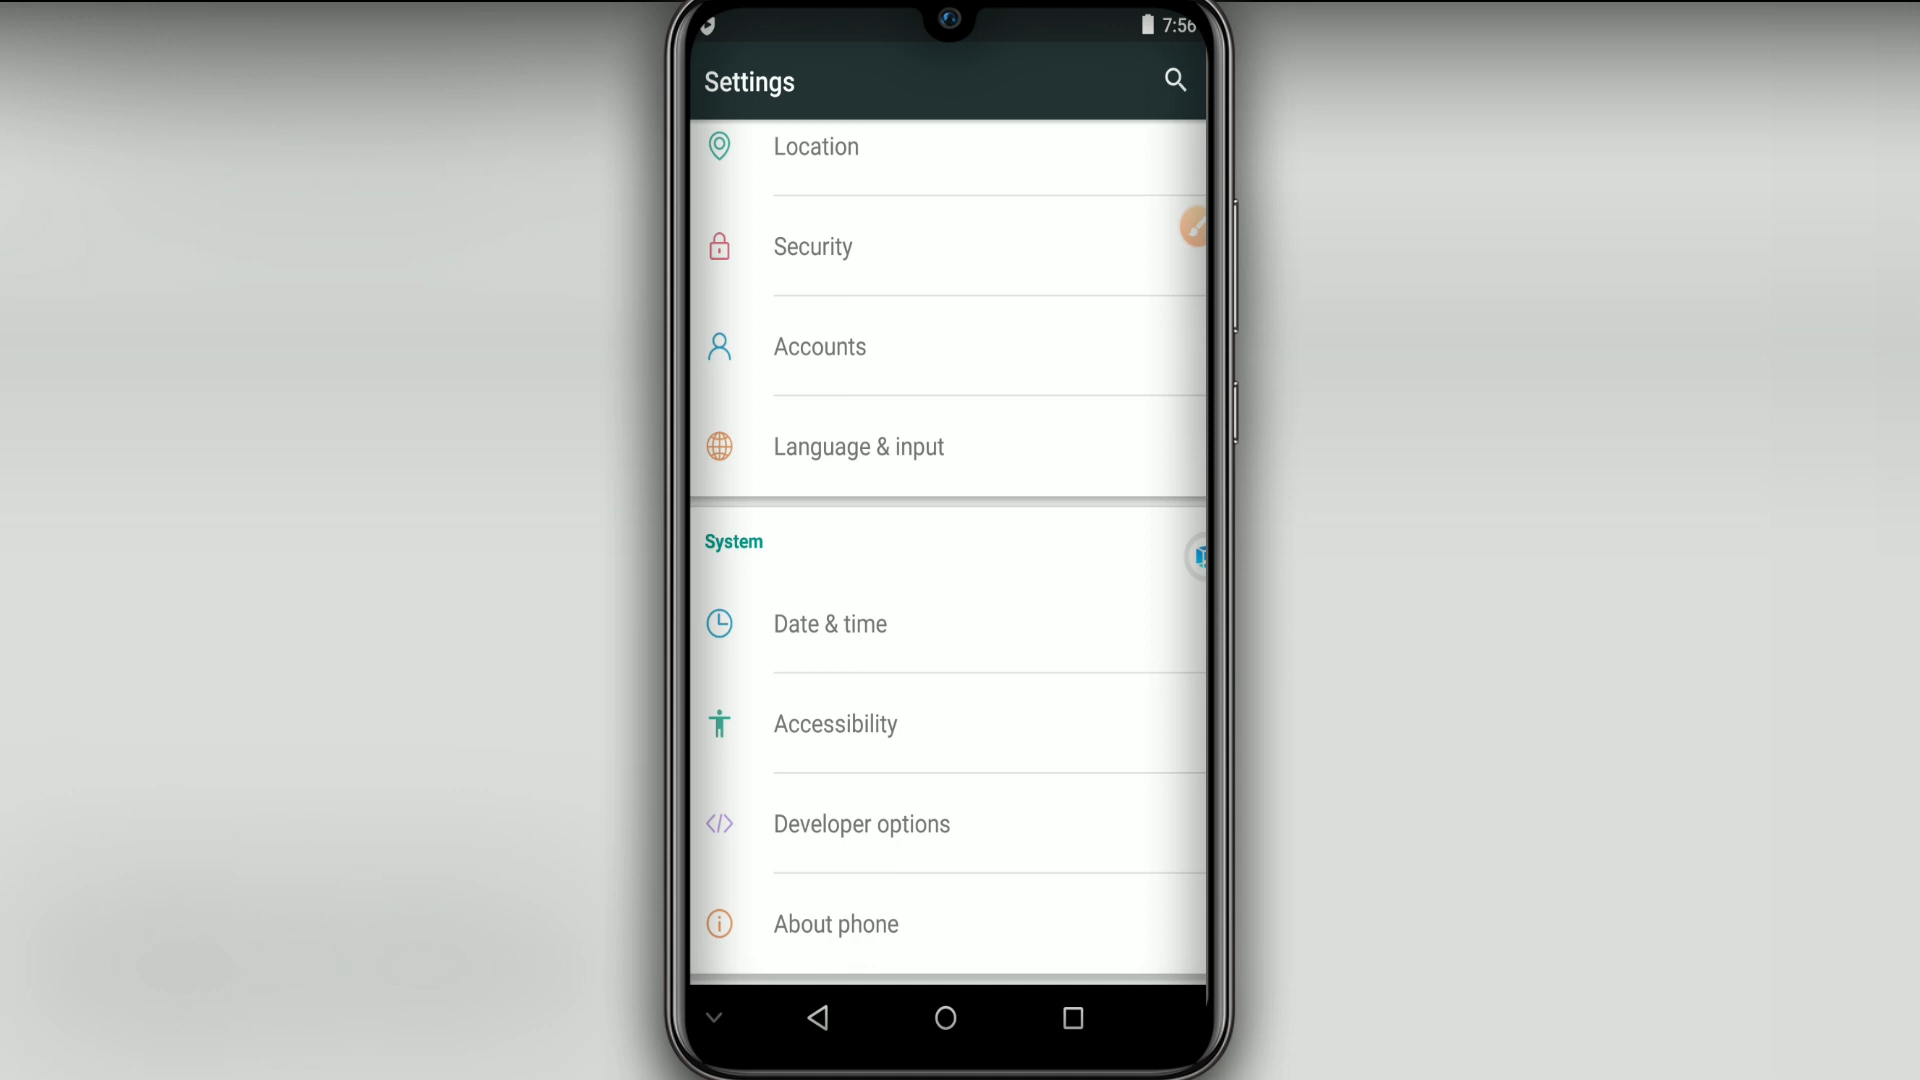 7:56
Settings
Location
Security
Accounts
Language & input
System
Date & time
Accessibility
Developer options
About phone